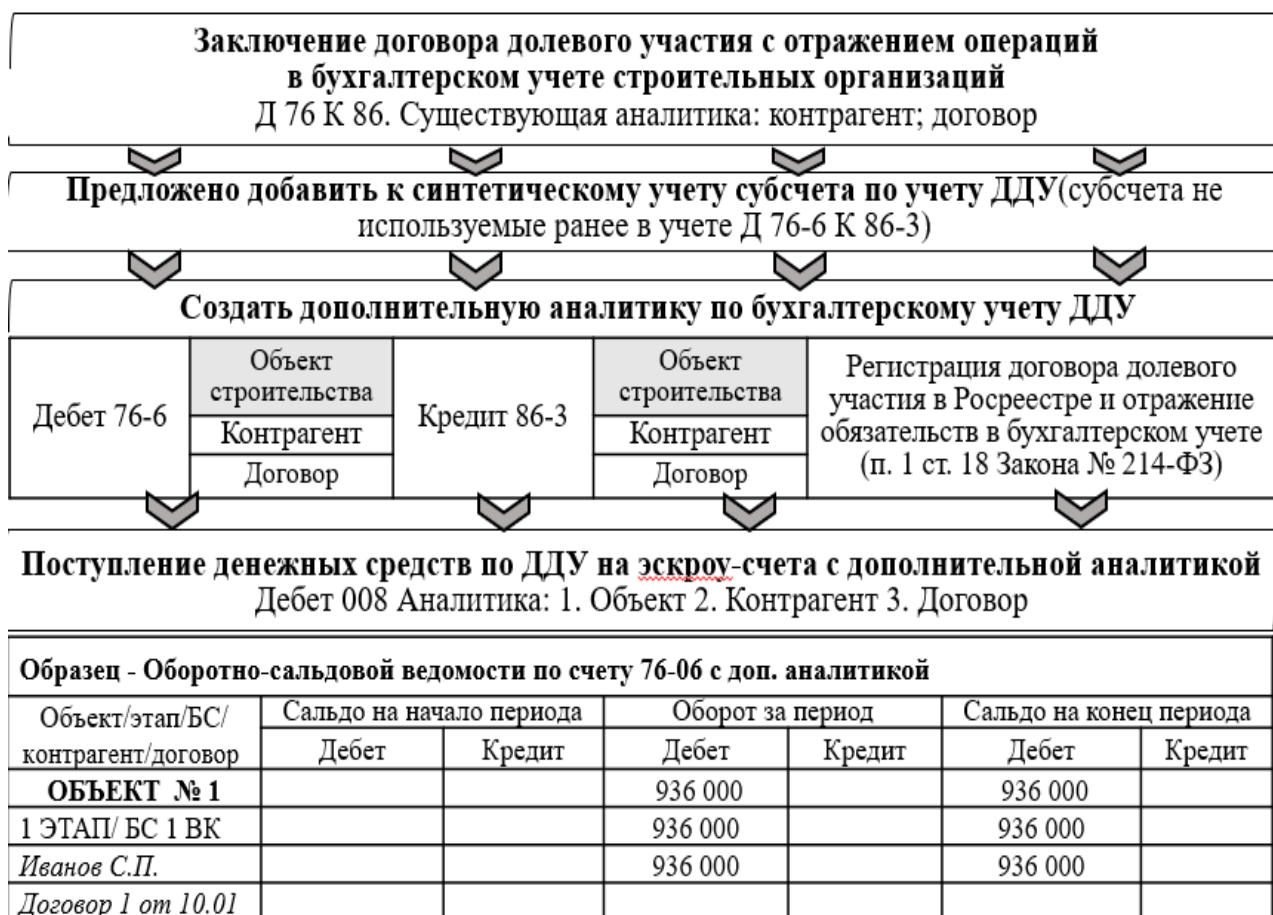 Заключение договора долевого участия с отражением операций
в бухгалтерском учете строительных организаций
Д 76 К 86. Существующая аналитика: контрагент; договор
Предложено добавить к синтетическому учету субсчета по учету ДДУ(субсчета не
используемые ранее в учете Д 76-6 К 86-3)
Создать дополнительную аналитику по бухгалтерскому учету ДДУ
Дебет 76-6
Объект
строительства
Контрагент
Договор
Кредит 86-3
Объект
строительства
Контрагент
Договор
Регистрация договора долевого
участия в Росреестре и отражение
обязательств в бухгалтерском учете
(п. 1 ст. 18 Закона № 214-ФЗ)
Поступление денежных средств по ДДУ на эскроу-счета с дополнительной аналитикой
Дебет 008 Аналитика: 1. Объект 2. Контрагент 3. Договор
Образец - Оборотно-сальдовой ведомости по счету 76-06 с доп. аналитикой
Объект/этап/БС/
контрагент/договор
Сальдо на начало периода Оборот за период Сальдо на конец периода
Дебет Кредит Дебет Кредит Дебет Кредит
ОБЪЕКТ № 1 936 000 936 000
1 ЭТАП/ БС 1 ВК 936 000 936 000
Иванов С.П. 936 000 936 000
Договор 1 от 10.01